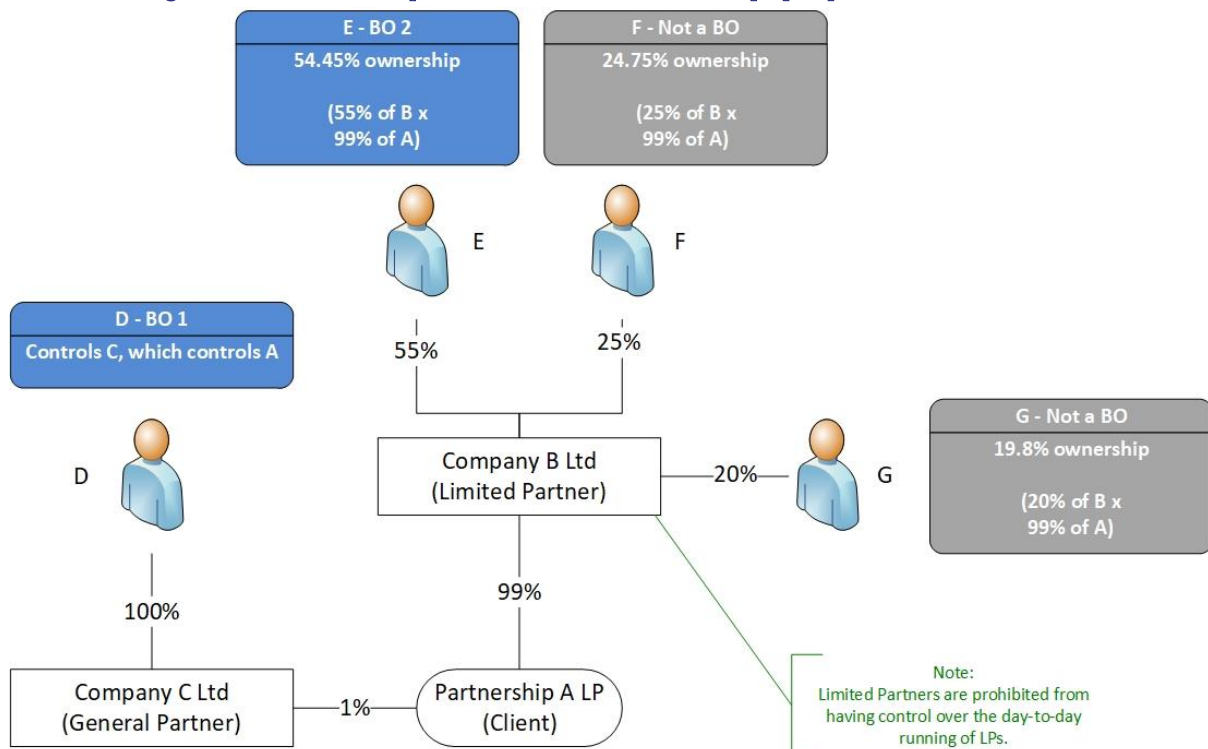 E - BO 2
54.45% ownership
(55% of B x
99% of A)
F - Not a BO
24.75% ownership
(25% of B x
99% of A)
E
F
D - BO 1
Controls C, which controls A
55%
25%
D
Company B Ltd
(Limited Partner)
20%
G
G - Not a BO
19.8% ownership
(20% of B x
99% of A)
100%
99%
Company C Ltd
(General Partner)
1%
Partnership A LP
(Client)
Note:
Limited Partners are prohibited from
having control over the day-to-day
running of LPs.